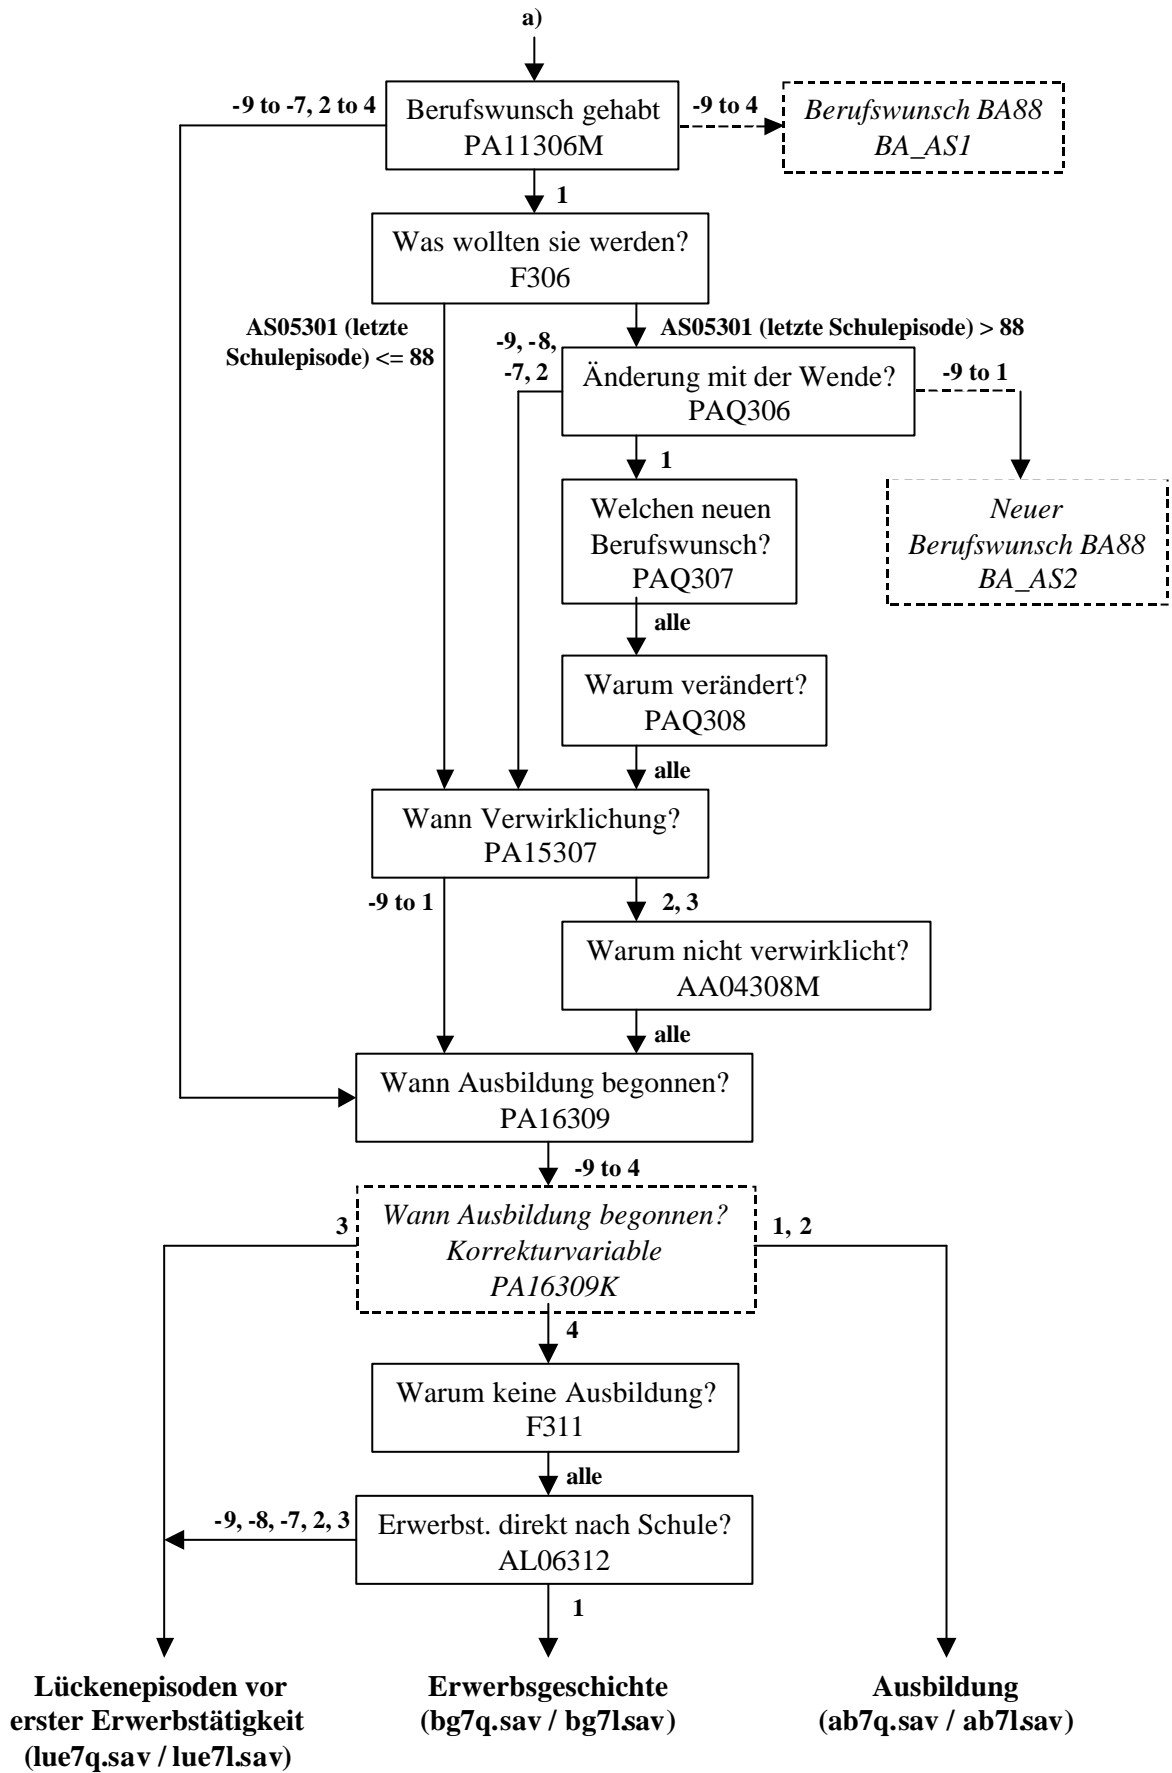 a)
-9 to -7, 2 to 4
Berufswunsch gehabt
PA11306M
-9 to 4
Berufswunsch BA88
BA_AS1
1
Was wollten sie werden?
F306
AS05301 (letzte
Schulepisode) <= 88
AS05301 (letzte Schulepisode) > 88
-9, -8,
-7, 2
Änderung mit der Wende?
PAQ306
-9 to 1
1
Welchen neuen
Berufswunsch?
PAQ307
Neuer
Berufswunsch BA88
BA_AS2
alle
Warum verändert?
PAQ308
alle
Wann Verwirklichung?
PA15307
-9 to 1
2, 3
Warum nicht verwirklicht?
AA04308M
alle
Wann Ausbildung begonnen?
PA16309
-9 to 4
3
Wann Ausbildung begonnen?
Korrekturvariable
PA16309K
1, 2
4
Warum keine Ausbildung?
F311
alle
-9, -8, -7, 2, 3
Erwerbst. direkt nach Schule?
AL06312
1
Lückenepisoden vor
erster Erwerbstätigkeit
(lue7q.sav / lue7l.sav)
Erwerbsgeschichte
(bg7q.sav / bg7l.sav)
Ausbildung
(ab7q.sav / ab7l.sav)